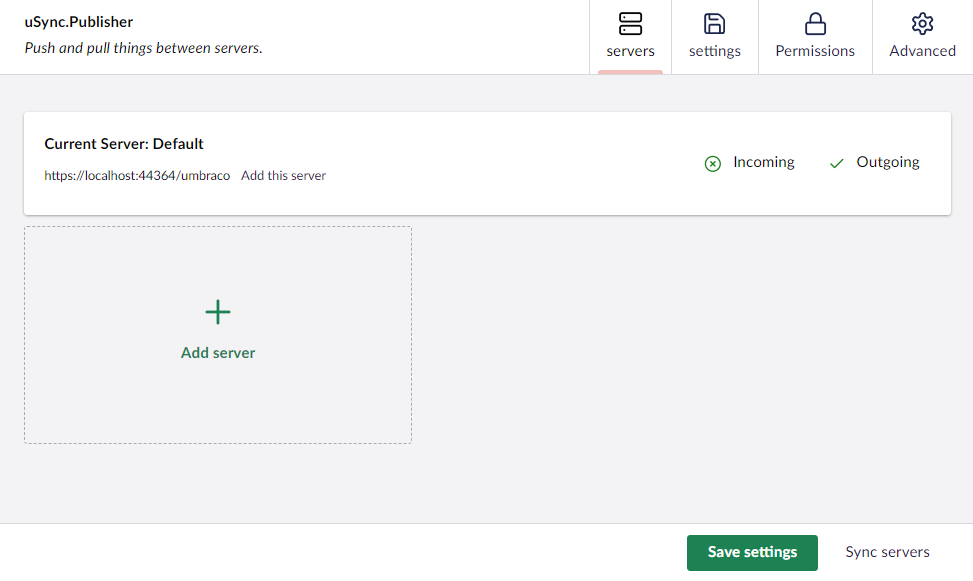 uSync.Publisher
Push and pull things between servers.
servers
settings
Permissions
Advanced
Current Server: Default
https://localhost:44364/umbraco Add this server
Incoming
Outgoing
Add server
Save settings
Sync servers